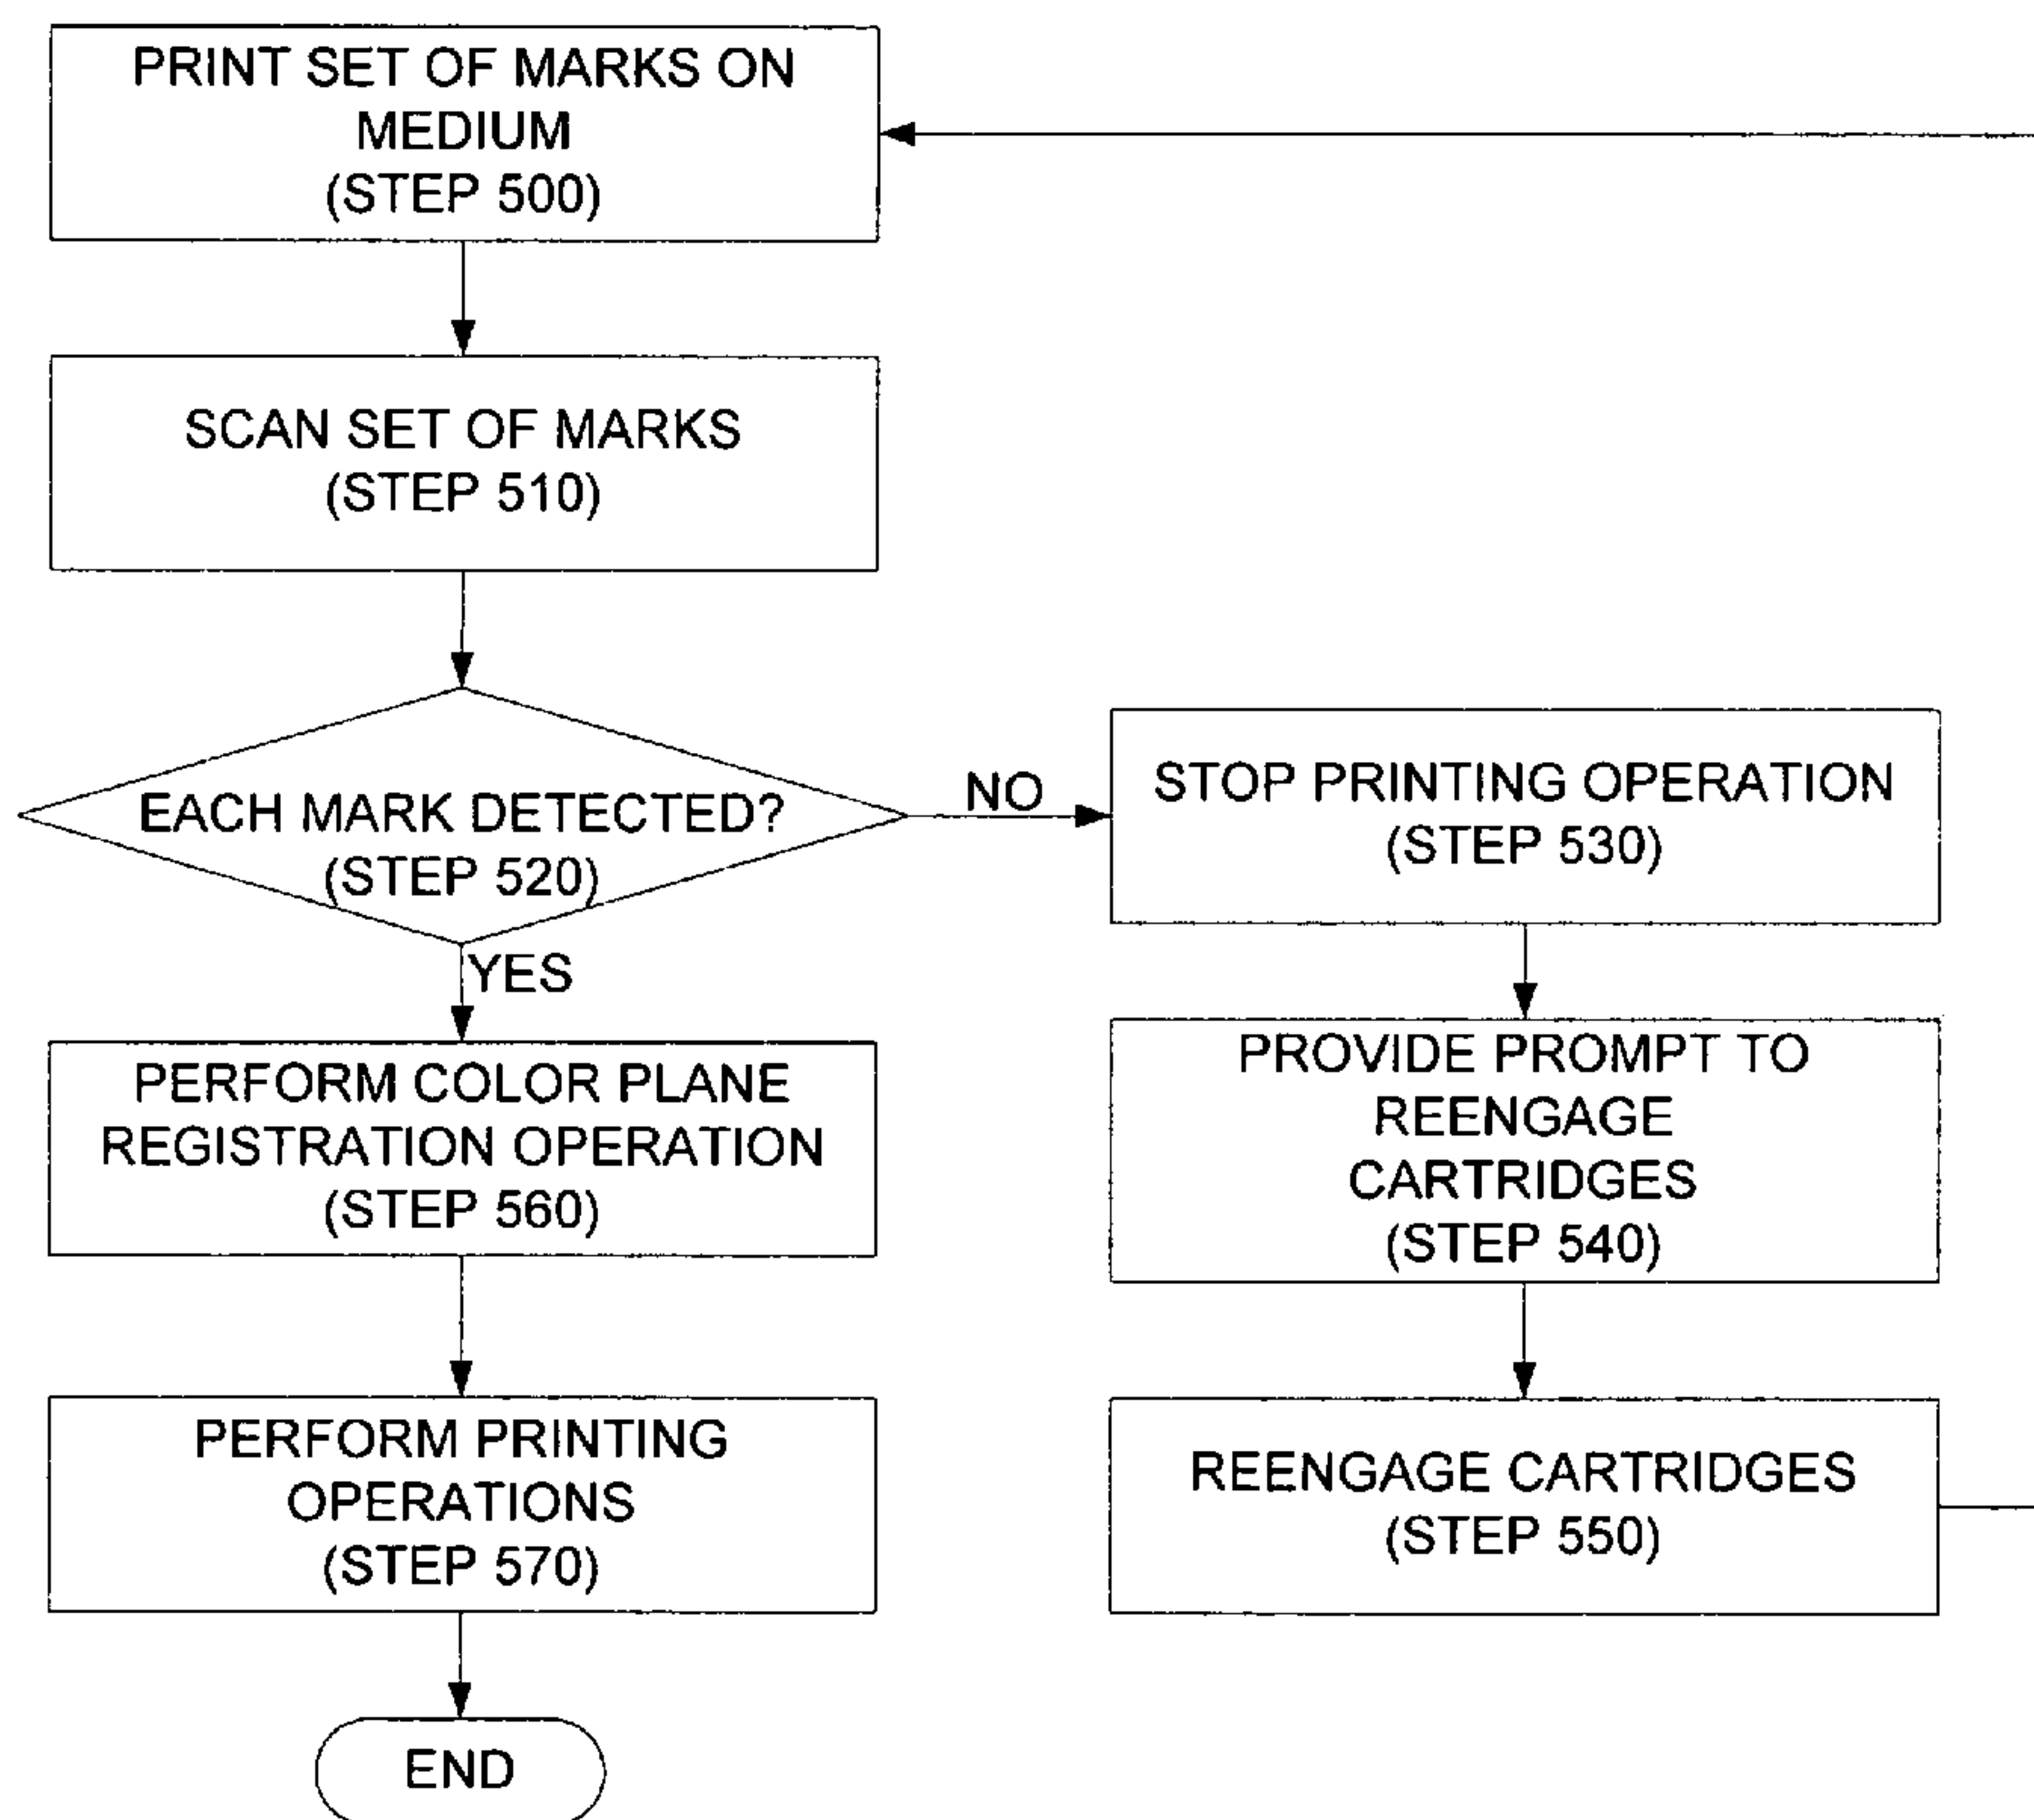 PRINT SET OF MARKS ON
MEDIUM
(STEP 500)
SCAN SET OF MARKS
(STEP 510)
EACH MARK DETECTED?
(STEP 520)
NO
STOP PRINTING OPERATION
(STEP 530)
YES
PROVIDE PROMPT TO
REENGAGE
CARTRIDGES
(STEP 540)
PERFORM COLOR PLANE
REGISTRATION OPERATION
(STEP 560)
REENGAGE CARTRIDGES
(STEP 550)
PERFORM PRINTING
OPERATIONS
(STEP 570)
END